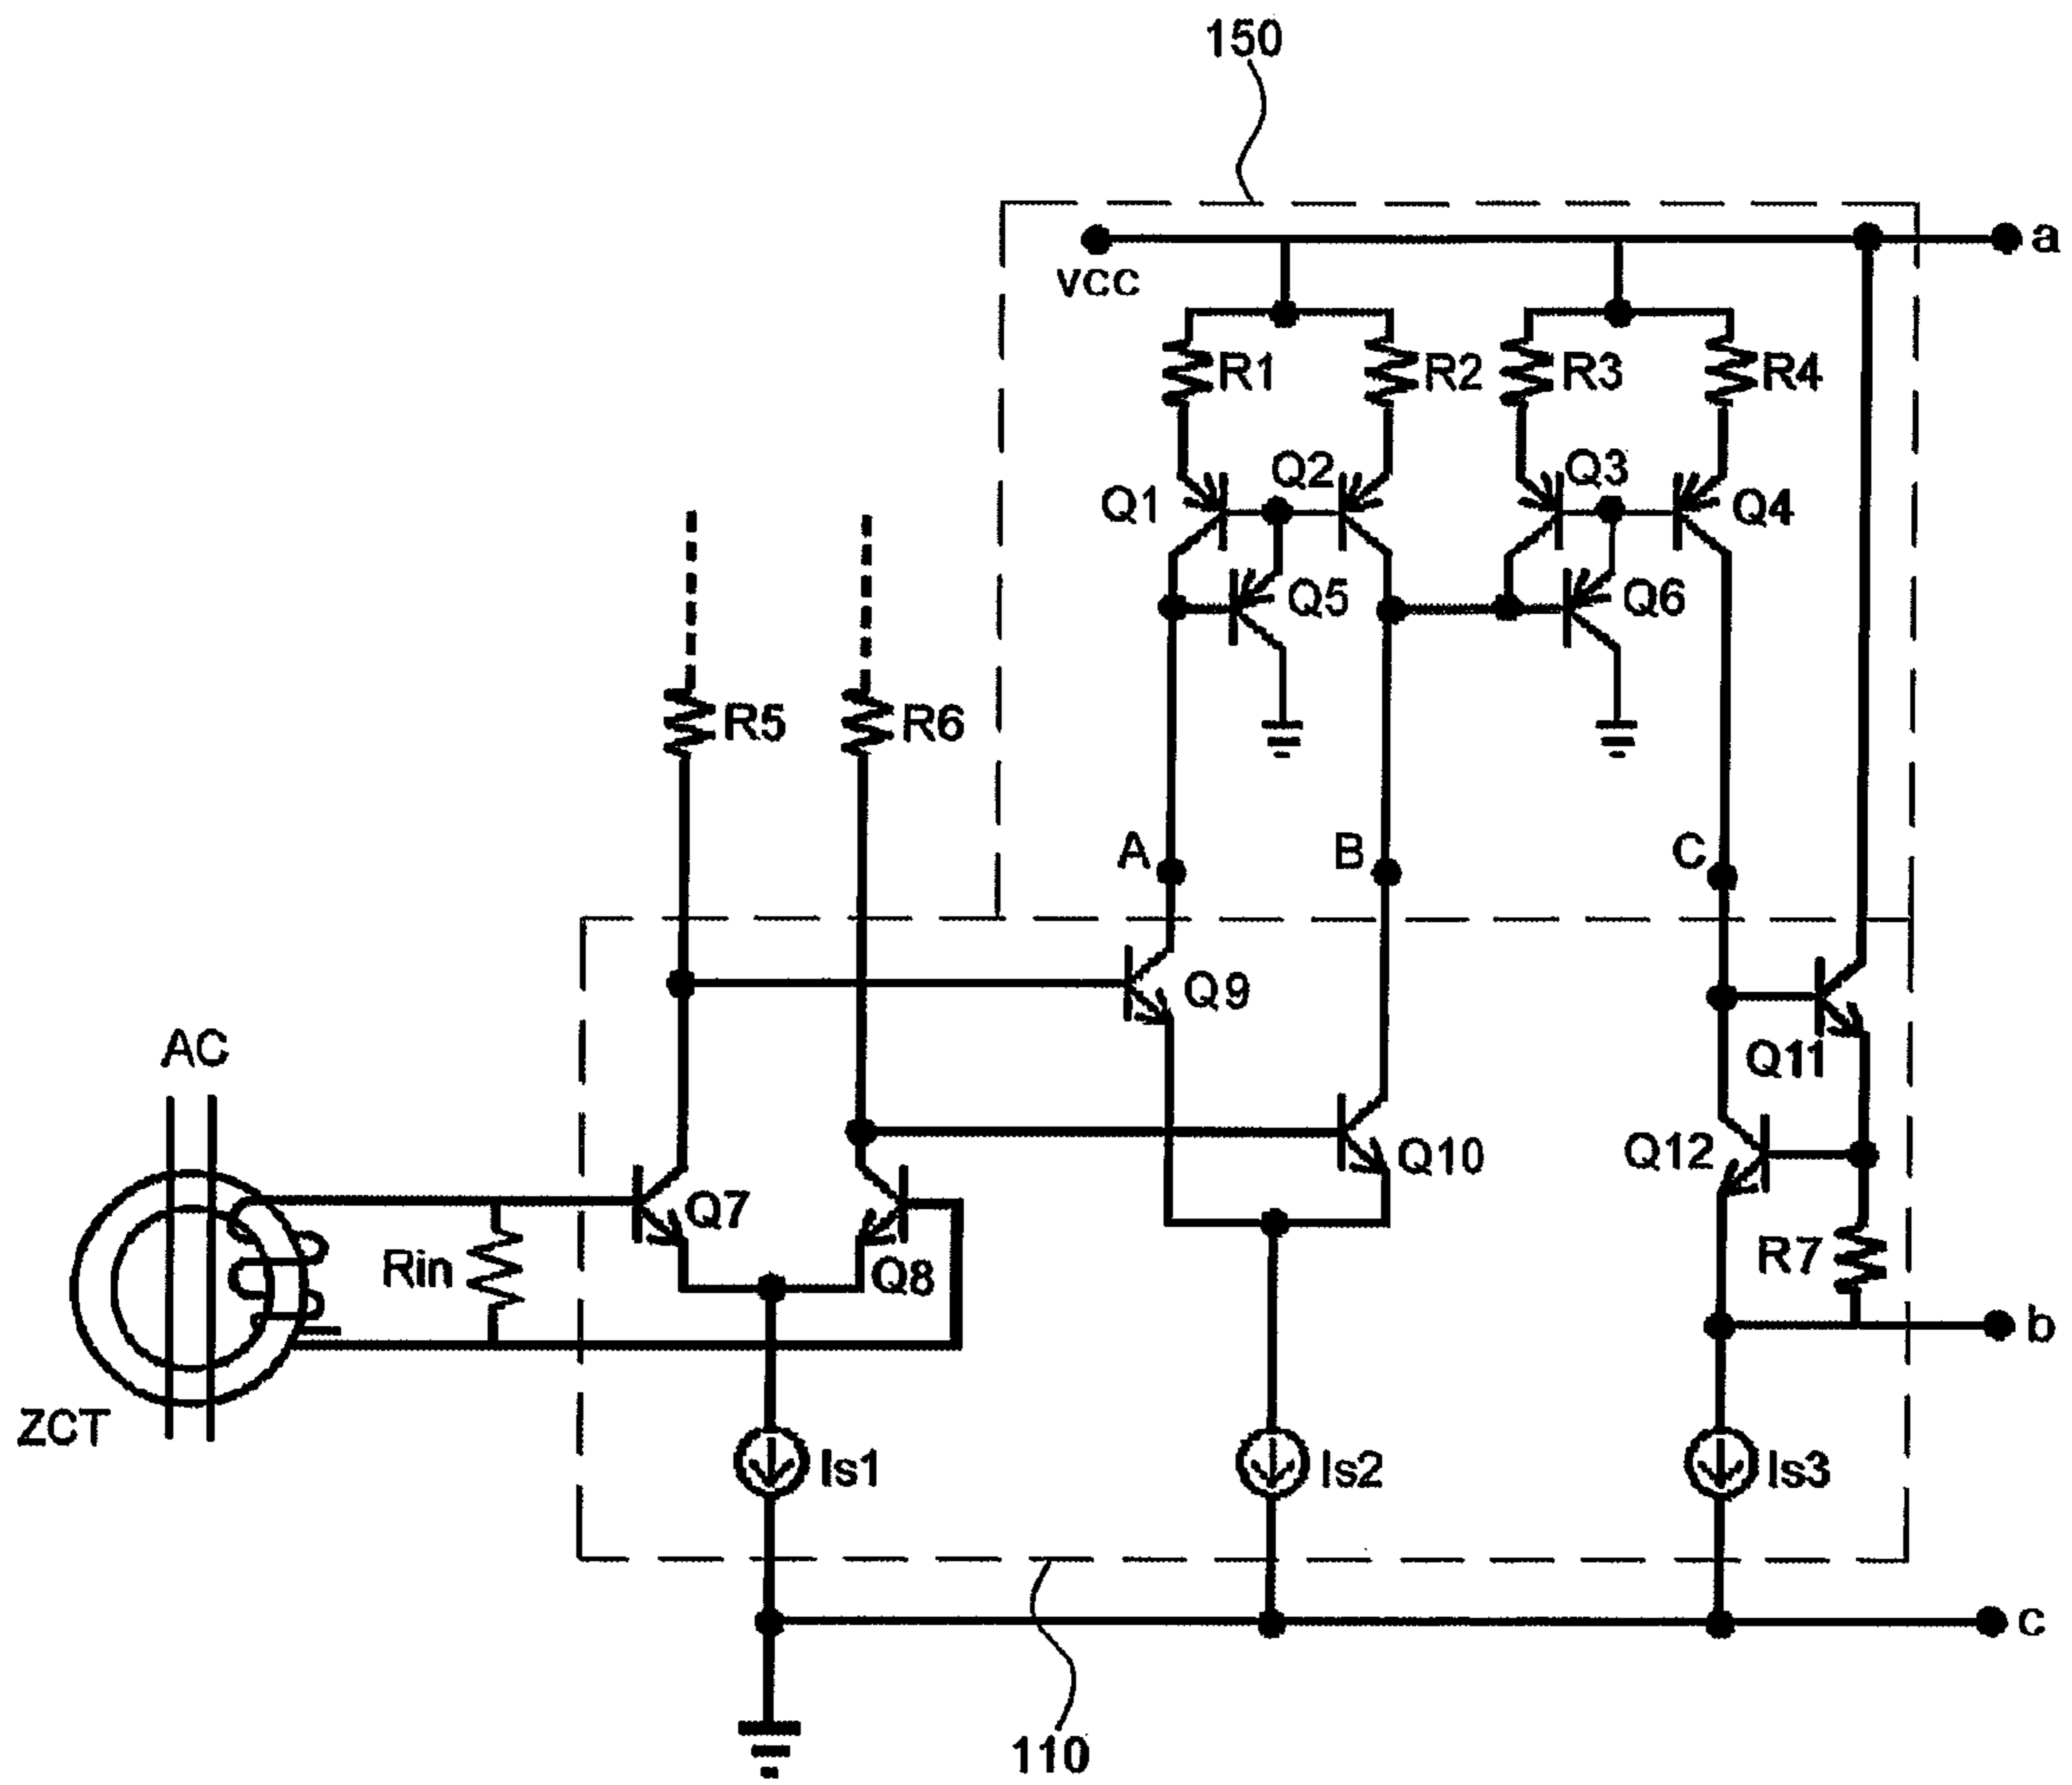 150
a
vcc
R1
R2
R3
R4
Q1
Q2
Q3
Q4
Q5
Q6
R5
R6
A
B
C
Q9
AC
Q11
Q10
Q12
Q7
Rin
Q8
R7
b
ZCT
Is1
Is2
Is3
c
110